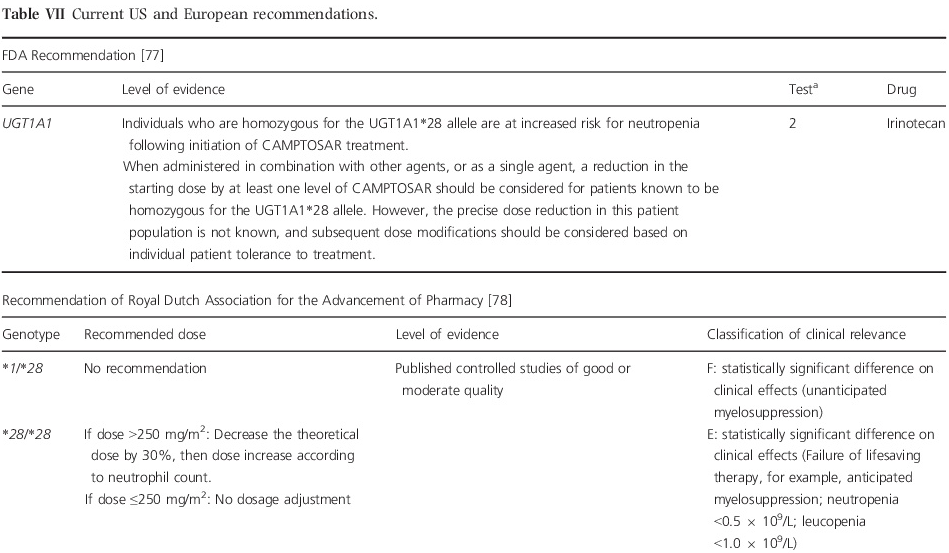 Table VII Current US and European recommendations.
FDA Recommendation [77]
Gene Level of evidence Testᵃ Drug
UGT1A1 Individuals who are homozygous for the UGT1A1*28 allele are at increased risk for neutropenia 2 Irinotecan
following initiation of CAMPTOSAR treatment.
When administered in combination with other agents, or as a single agent, a reduction in the
starting dose by at least one level of CAMPTOSAR should be considered for patients known to be
homozygous for the UGT1A1*28 allele. However, the precise dose reduction in this patient
population is not known, and subsequent dose modifications should be considered based on
individual patient tolerance to treatment.
Recommendation of Royal Dutch Association for the Advancement of Pharmacy [78]
Genotype Recommended dose Level of evidence Classification of clinical relevance
*1/*28 No recommendation Published controlled studies of good or F: statistically significant difference on
moderate quality clinical effects (unanticipated
myelosuppression)
*28/*28 If dose >250 mg/m²: Decrease the theoretical E: statistically significant difference on
dose by 30%, then dose increase according clinical effects (Failure of lifesaving
to neutrophil count. therapy, for example, anticipated
If dose ≤250 mg/m²: No dosage adjustment myelosuppression; neutropenia
<0.5 × 10⁹/L; leucopenia
<1.0 × 10⁹/L)